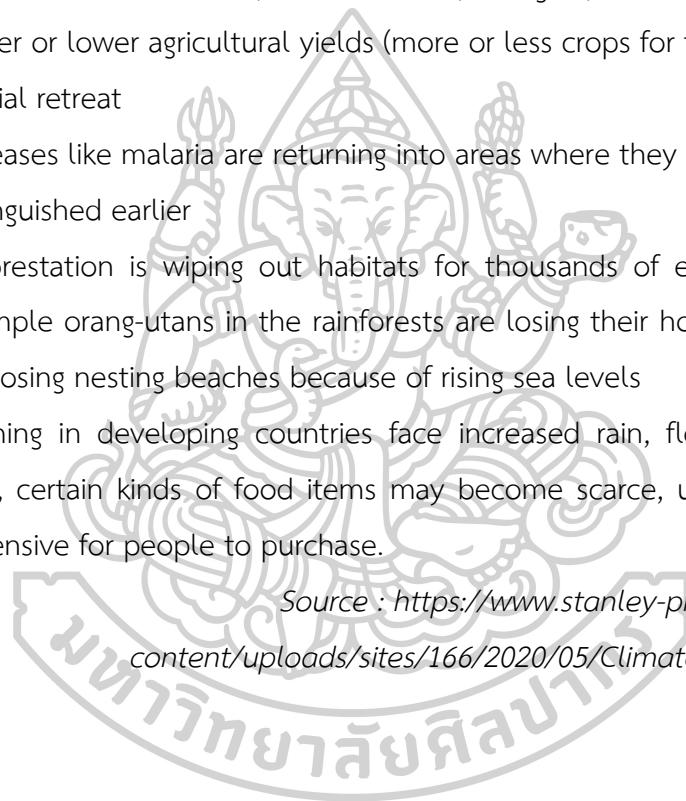 er or lower agricultural yields (more or less crops for
ial retreat
eases like malaria are returning into areas where they
nguished earlier
orestation is wiping out habitats for thousands of e
mple orang-utans in the rainforests are losing their ho
osing nesting beaches because of rising sea levels
ning in developing countries face increased rain, fl
, certain kinds of food items may become scarce, u
ensive for people to purchase.
Source : https://www.stanley-p
content/uploads/sites/166/2020/05/Climat
มหาวิทยาลัยศิลปากร